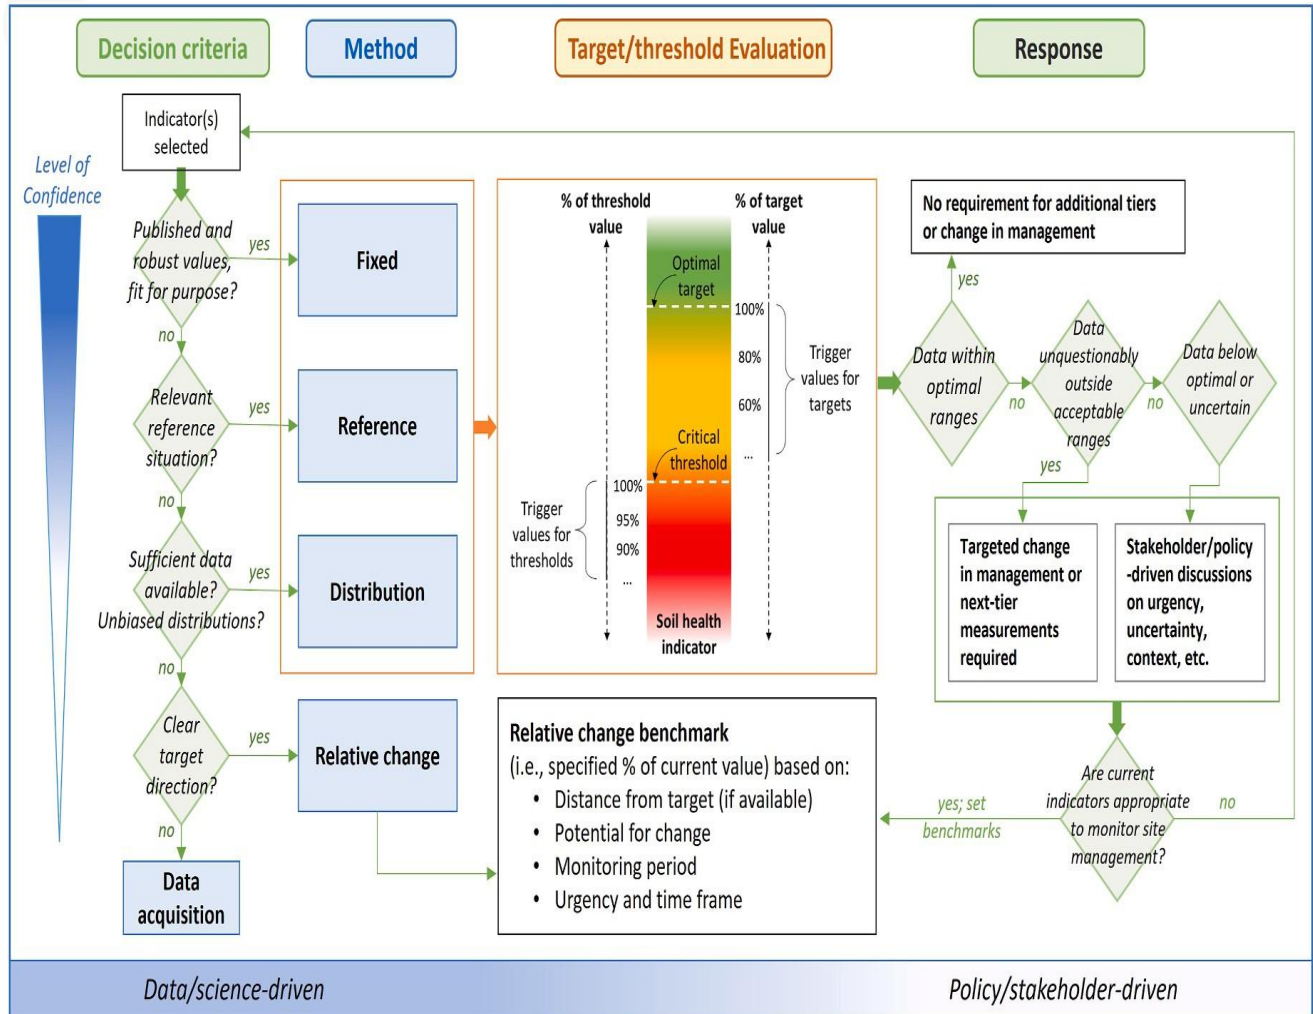 Decision criteria
Method
Target/threshold Evaluation
Response
Indicator(s)
selected
Level of
Confidence
Published and
robust values,
fit for purpose?
yes
Fixed
no
Relevant
reference
situation?
yes
Reference
no
Sufficient data
available?
Unbiased distributions?
yes
Distribution
no
Clear
target
direction?
yes
Relative change
no
Data
acquisition
% of threshold
value
% of target
value
Optimal
target
100%
80%
60%
...
Trigger
values for
targets
Critical
threshold
100%
95%
90%
...
Trigger
values for
thresholds
Soil health
indicator
Relative change benchmark
(i.e., specified % of current value) based on:
• Distance from target (if available)
• Potential for change
• Monitoring period
• Urgency and time frame
No requirement for additional tiers
or change in management
yes
Data within
optimal
ranges
no
Data
unquestionably
outside
acceptable
ranges
no
Data below
optimal or
uncertain
yes
Targeted change
in management or
next-tier
measurements
required
Stakeholder/policy
-driven discussions
on urgency,
uncertainty,
context, etc.
Are current
indicators appropriate
to monitor site
management?
yes; set
benchmarks
no
Data/science-driven
Policy/stakeholder-driven